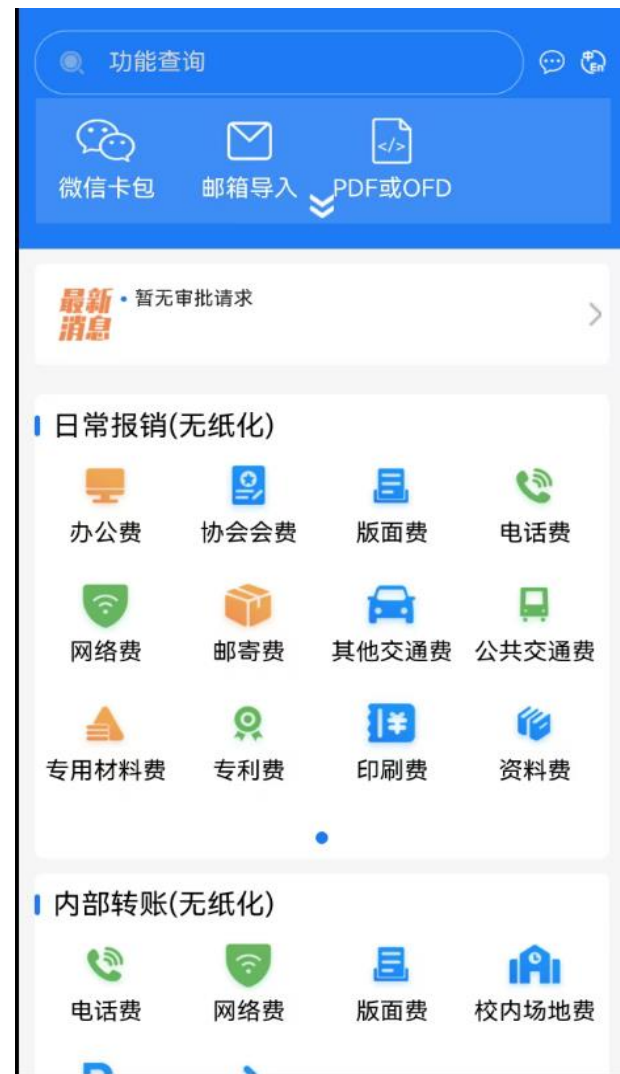 功能查询
中
En
微信卡包 邮箱导入 </> PDF或OFD
最新 • 暂无审批请求
消息
日常报销(无纸化)
办公费 协会会费 版面费 电话费
网络费 邮寄费 其他交通费 公共交通费
专用材料费 专利费 印刷费 资料费
内部转账(无纸化)
电话费 网络费 版面费 校内场地费